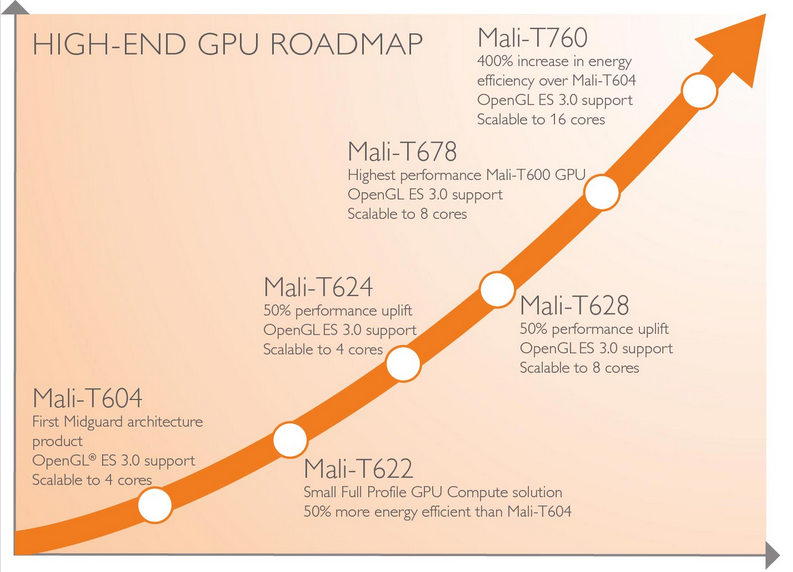 HIGH-END GPU ROADMAP
Mali-T760
400% increase in energy
efficiency over Mali-T604
OpenGL ES 3.0 support
Scalable to 16 cores
Mali-T678
Highest performance Mali-T600 GPU
OpenGL ES 3.0 support
Scalable to 8 cores
Mali-T624
50% performance uplift
OpenGL ES 3.0 support
Scalable to 4 cores
Mali-T628
50% performance uplift
OpenGL ES 3.0 support
Scalable to 8 cores
Mali-T604
First Midguard architecture
product
OpenGL® ES 3.0 support
Scalable to 4 cores
Mali-T622
Small Full Profile GPU Compute solution
50% more energy efficient than Mali-T604